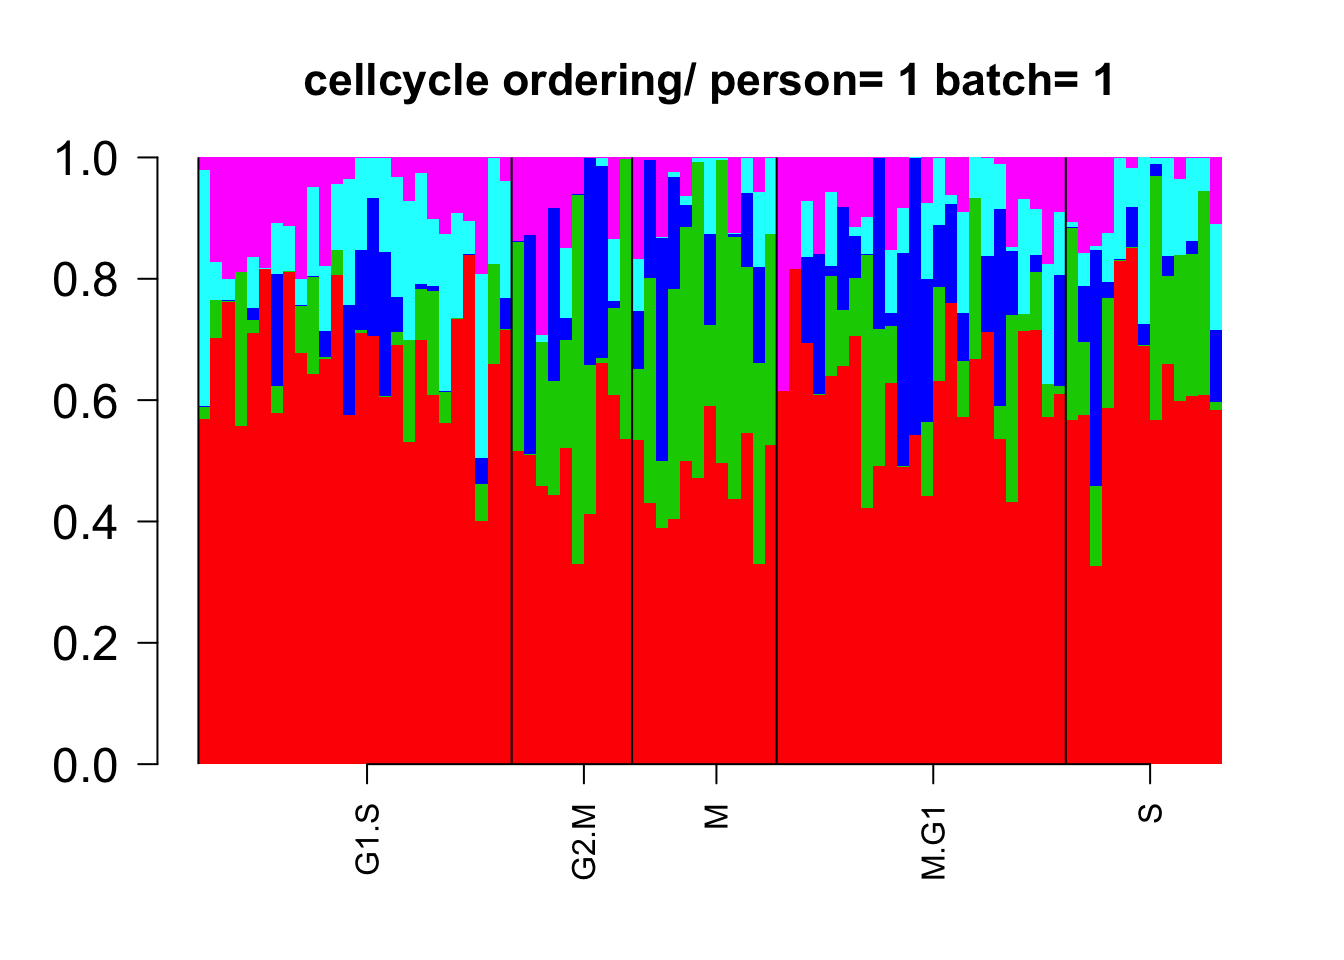 cellcycle ordering/ person= 1 batch= 1
1.0
0.8
0.6
0.4
0.2
0.0
G1.S
G2.M
M
M.G1
S